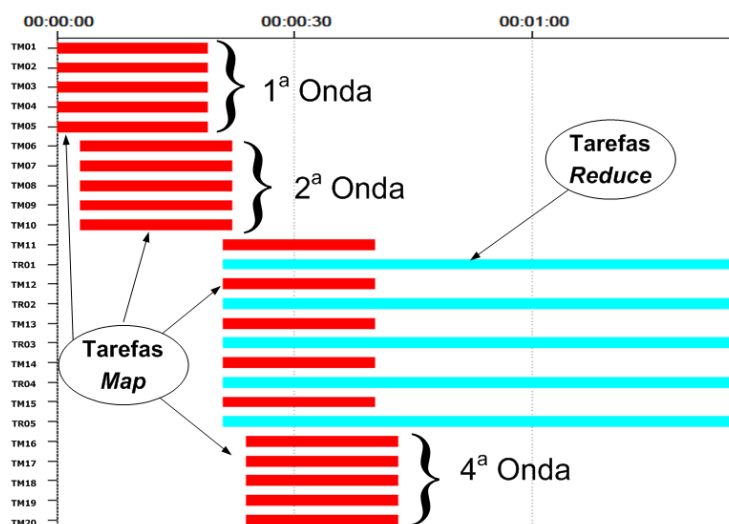 00:00:00 00:00:30 00:01:00
TM01
TM02
TM03
TM04
TM05
1ª Onda
TM06
TM07
TM08
TM09
TM10
2ª Onda
Tarefas
Reduce
TM11
TR01
TM12
TR02
TM13
TR03
TM14
TR04
TM15
TR05
Tarefas
Map
TM16
TM17
TM18
TM19
TM20
4ª Onda